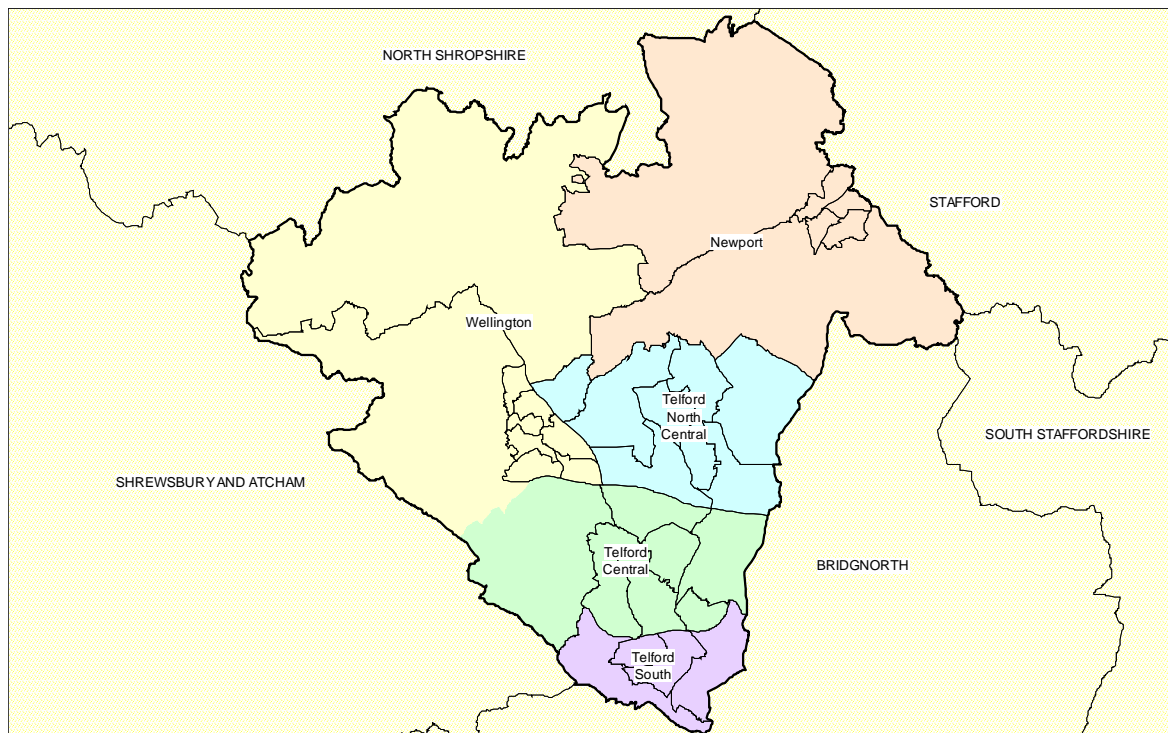 NORTH SHROPSHIRE
STAFFORD
Newport
Wellington
Telford
North
Central
SOUTH STAFFORDSHIRE
SHREWSBURY AND ATCHAM
Telford
Central
BRIDGNORTH
Telford
South